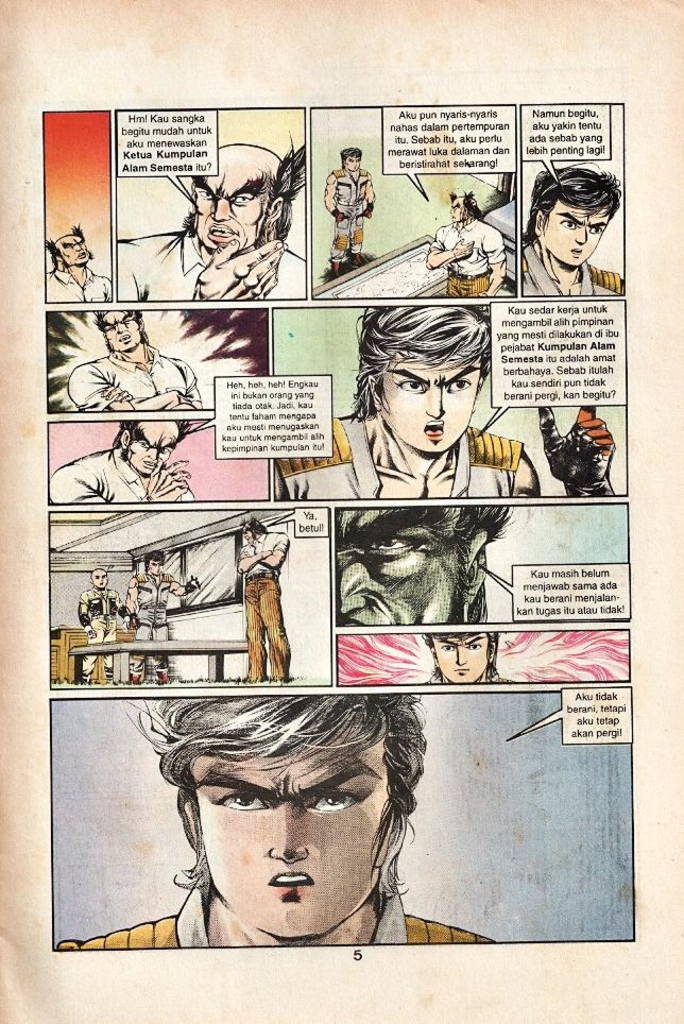 Hm! Kau sangka
begitu mudah untuk
aku menewaskan
Ketua Kumpulan
Alam Semesta itu?
Aku pun nyaris-nyaris
nahas dalam pertempuran
itu. Sebab itu, aku perlu
merawat luka dalaman dan
beristirahat sekarang!
Namun begitu,
aku yakin tentu
ada sebab yang
lebih penting lagi!
Heh, heh, heh! Engkau
ini bukan orang yang
tiada otak. Jadi, kau
tentu faham mengapa
aku mesti menugaskan
kau untuk mengambil alih
kepimpinan kumpulan itu!
Kau sedar kerja untuk
mengambil alih pimpinan
yang mesti dilakukan di ibu
pejabat Kumpulan Alam
Semesta itu adalah amat
berbahaya. Sebab itulah
kau sendiri pun tidak
berani pergi, kan begitu?
Ya,
betul!
Kau masih belum
menjawab sama ada
kau berani menjalan-
kan tugas itu atau tidak!
Aku tidak
berani, tetapi
aku tetap
akan pergi!
5